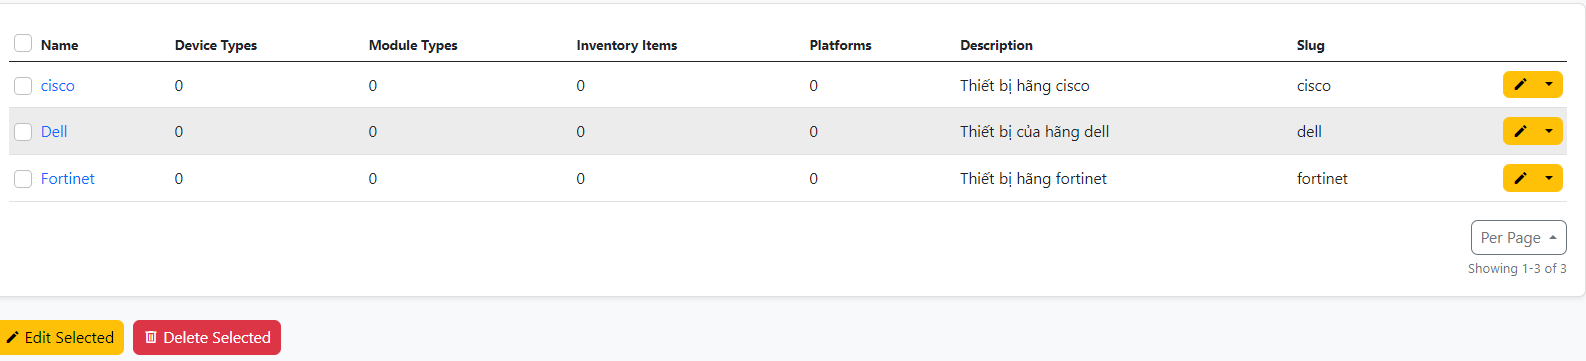 Name Device Types Module Types Inventory Items Platforms Description Slug
cisco 0 0 0 0 Thiết bị hãng cisco cisco
Dell 0 0 0 0 Thiết bị của hãng dell dell
Fortinet 0 0 0 0 Thiết bị hãng fortinet fortinet
Per Page
Showing 1-3 of 3
Edit Selected Delete Selected